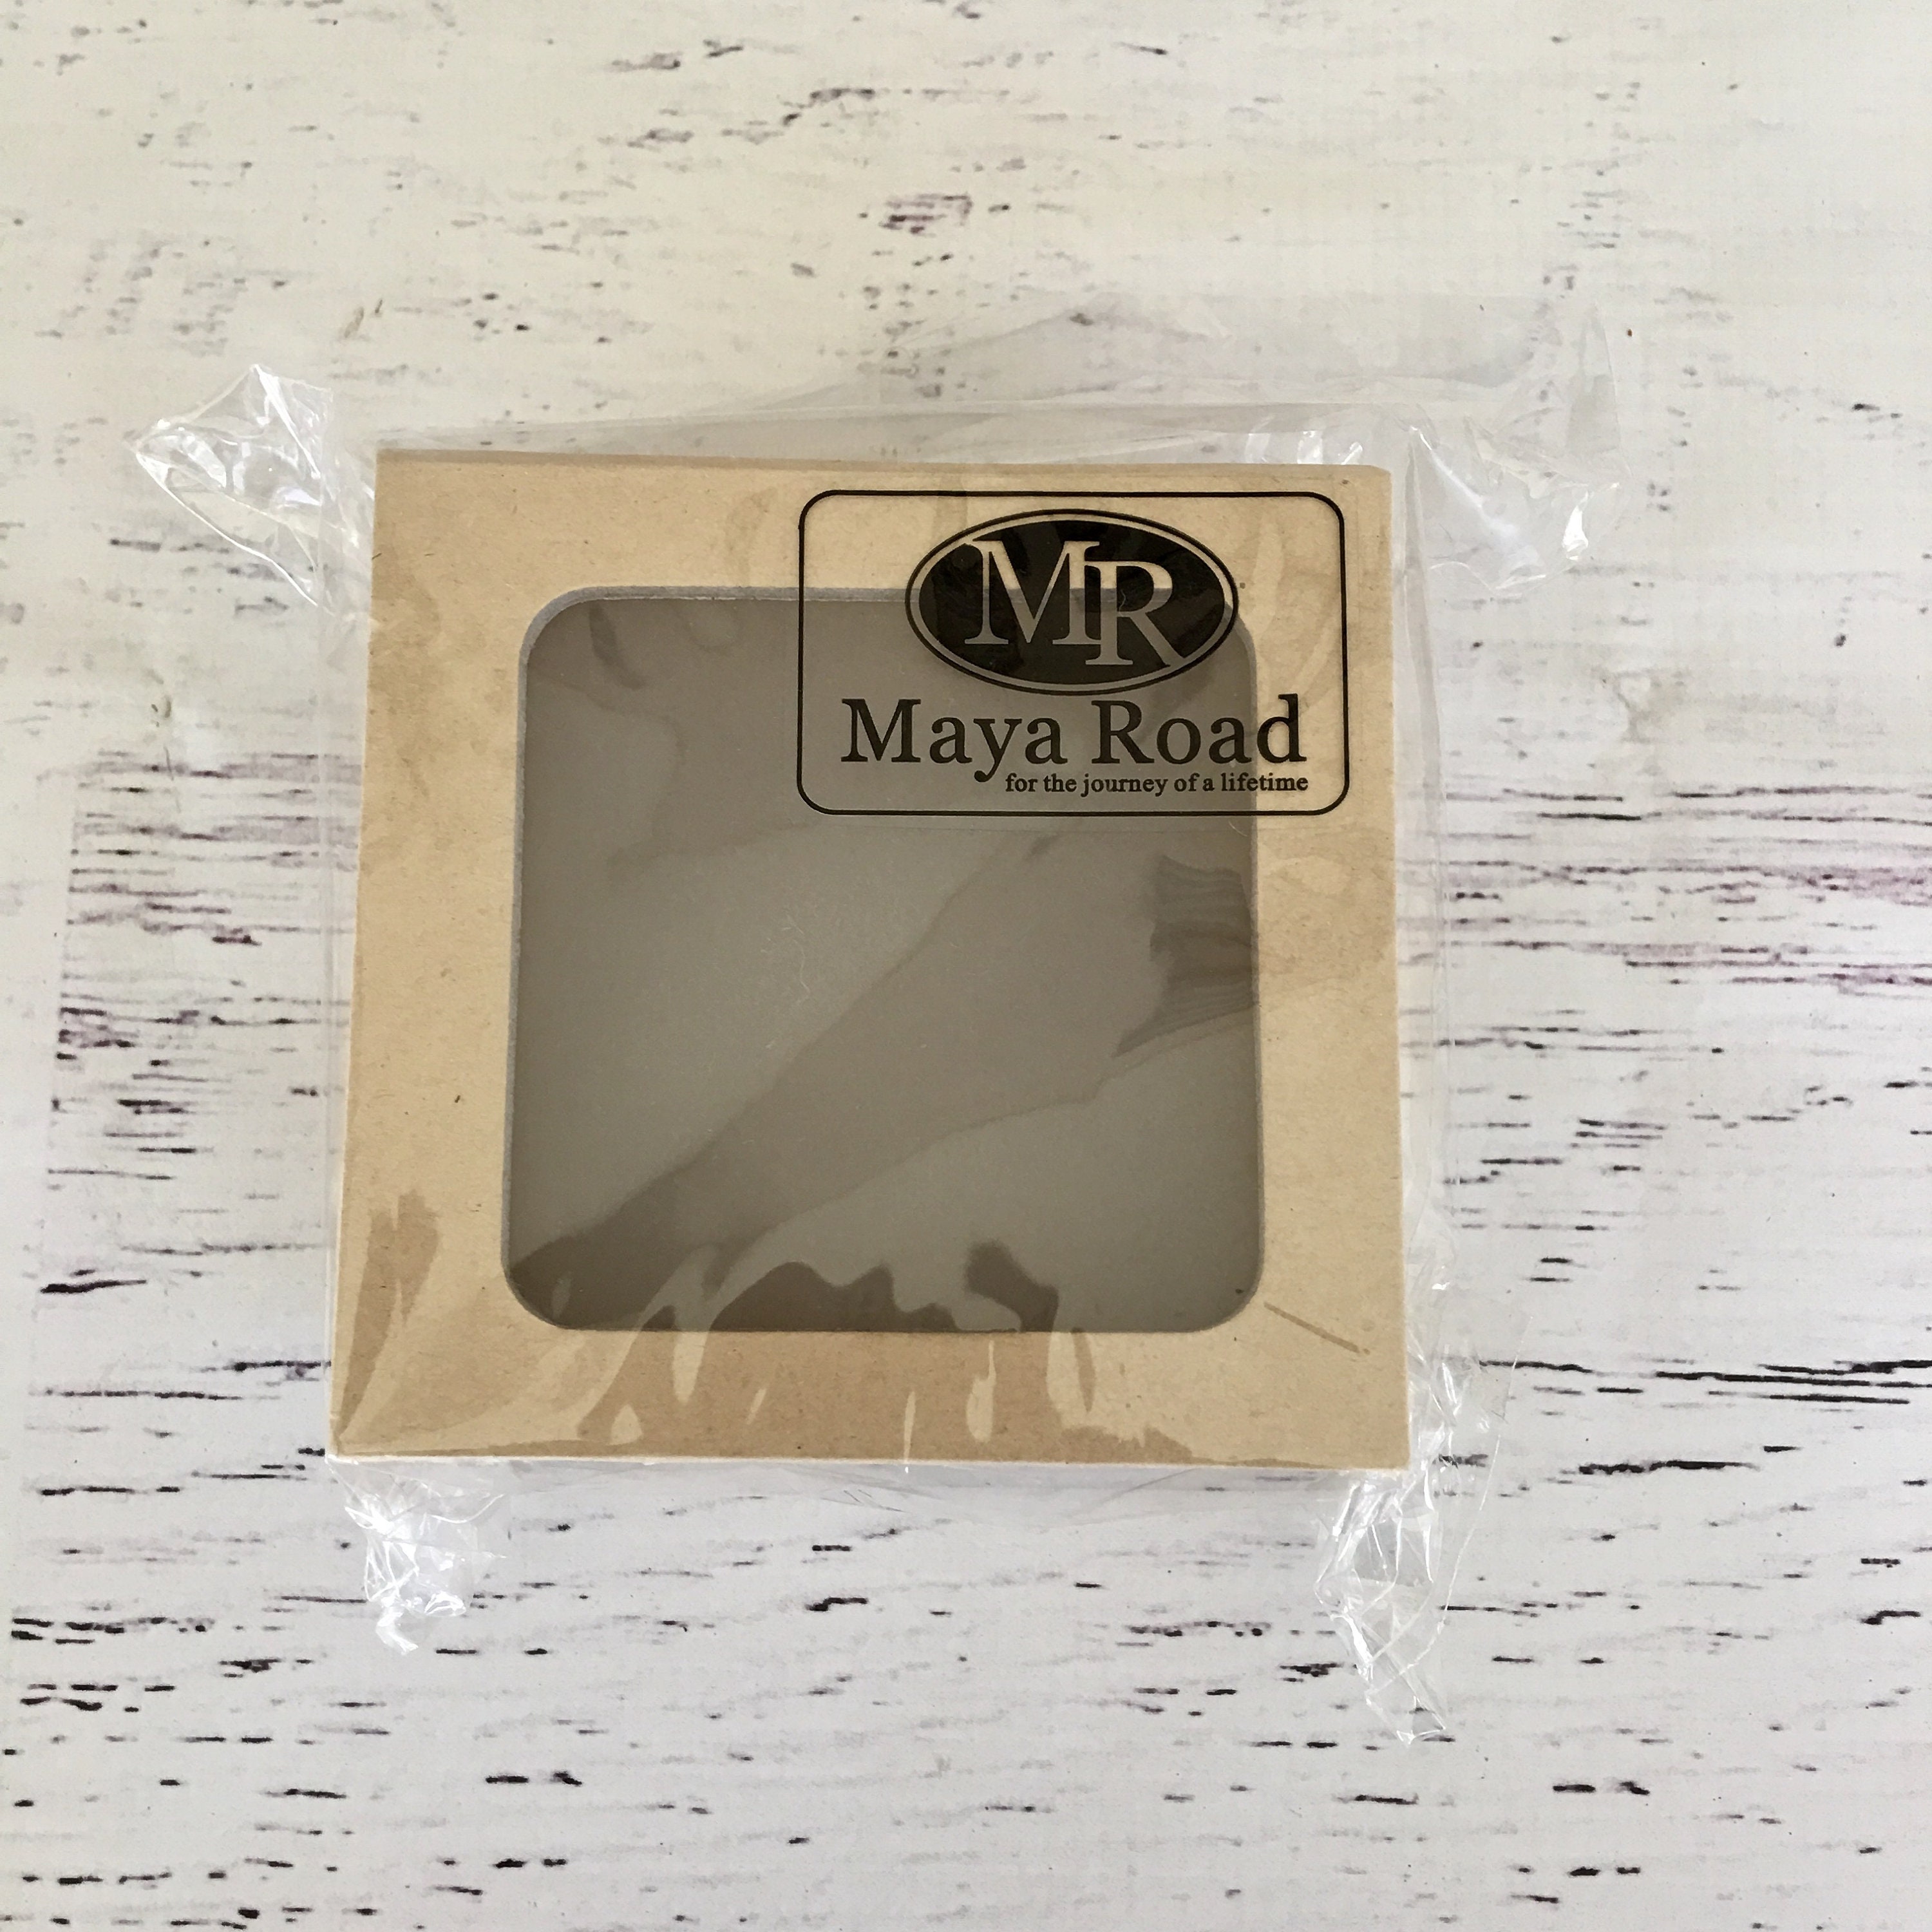 MR
Maya Road
for the journey of a lifetime